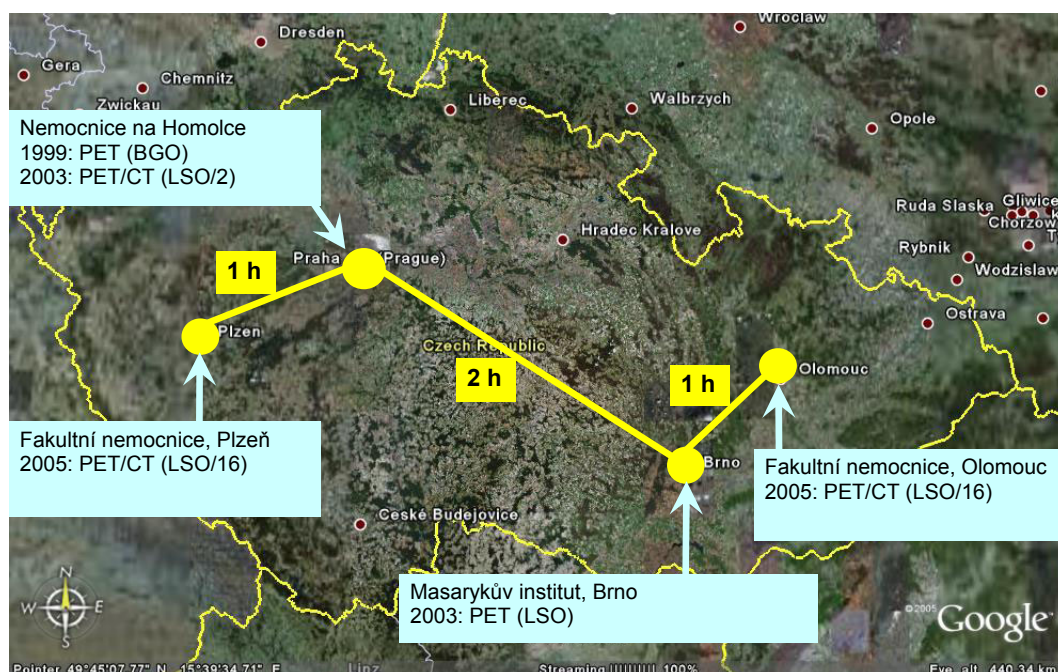 Wroclaw
Dresden
Gera
Chemnitz
Zwickau
Liberec
Walbrzych
Opole
Nemocnice na Homolce
1999: PET (BGO)
2003: PET/CT (LSO/2)
Ruda Slaska
Gliwice
Chorzow
Hradec Kralove
Rybnik
Wodzislaw
Praha (Prague)
1 h
Plzen
Ostrava
Czech Republic
2 h
1 h
Olomouc
Fakultní nemocnice, Plzeň
2005: PET/CT (LSO/16)
Brno
Fakultní nemocnice, Olomouc
2005: PET/CT (LSO/16)
Ceské Budejovice
Masarykův institut, Brno
2003: PET (LSO)
N
W E
S
©2005
Google
Pointer 49°45'07.77" N 15°39'34.71" E
Linz
Streaming ||||||||| 100%
Eye alt 440.34 km